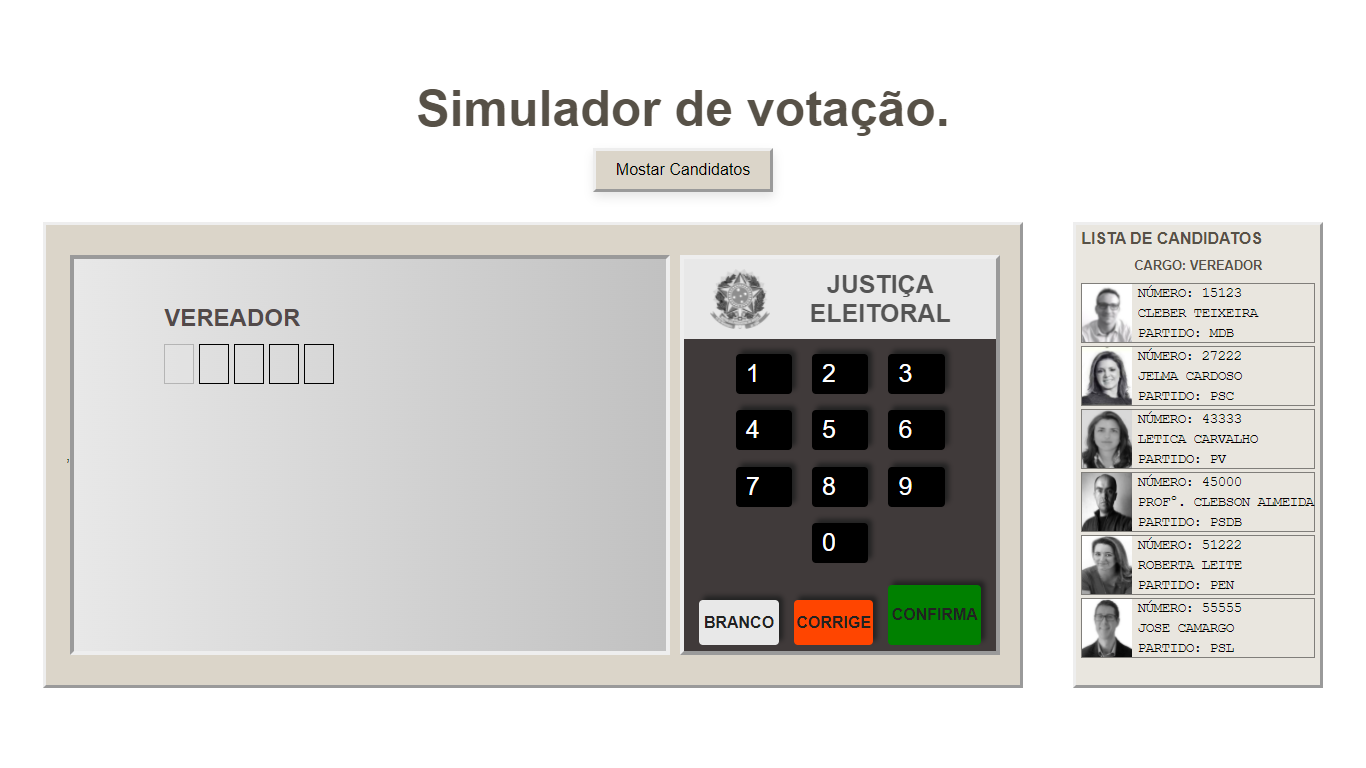 Simulador de votação.
Mostar Candidatos
VEREADOR
JUSTIÇA
ELEITORAL
1 2 3
4 5 6
7 8 9
0
BRANCO CORRIGE CONFIRMA
LISTA DE CANDIDATOS
CARGO: VEREADOR
NÚMERO: 15123
CLEBER TEIXEIRA
PARTIDO: MDB
NÚMERO: 27222
JELMA CARDOSO
PARTIDO: PSC
NÚMERO: 43333
LETICA CARVALHO
PARTIDO: PV
NÚMERO: 45000
PROFº. CLEBSON ALMEIDA
PARTIDO: PSDB
NÚMERO: 51222
ROBERTA LEITE
PARTIDO: PEN
NÚMERO: 55555
JOSE CAMARGO
PARTIDO: PSL